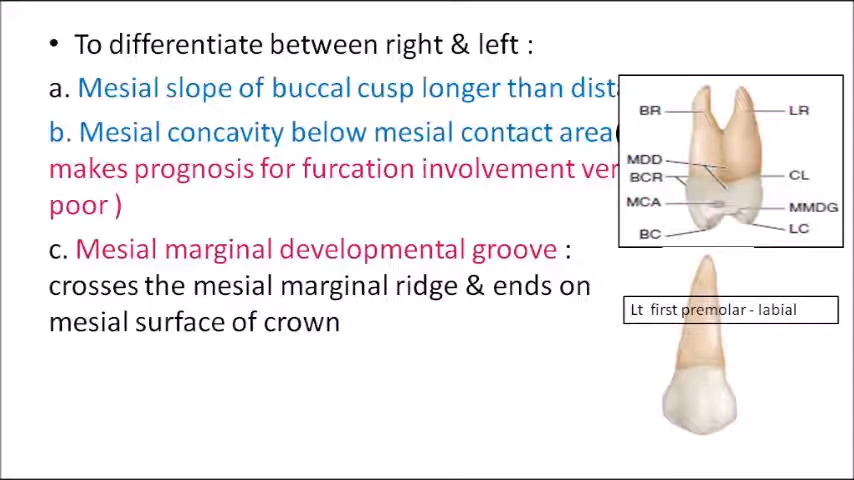 • To differentiate between right & left :
a. Mesial slope of buccal cusp longer than
b. Mesial concavity below mesial contact area(
makes prognosis for furcation involvement
poor )
c. Mesial marginal developmental groove :
crosses the mesial marginal ridge & ends on
mesial surface of crown
BR
LR
MDD
BCR
CL
MCA
MMDG
BC
LC
Lt first premolar - labial